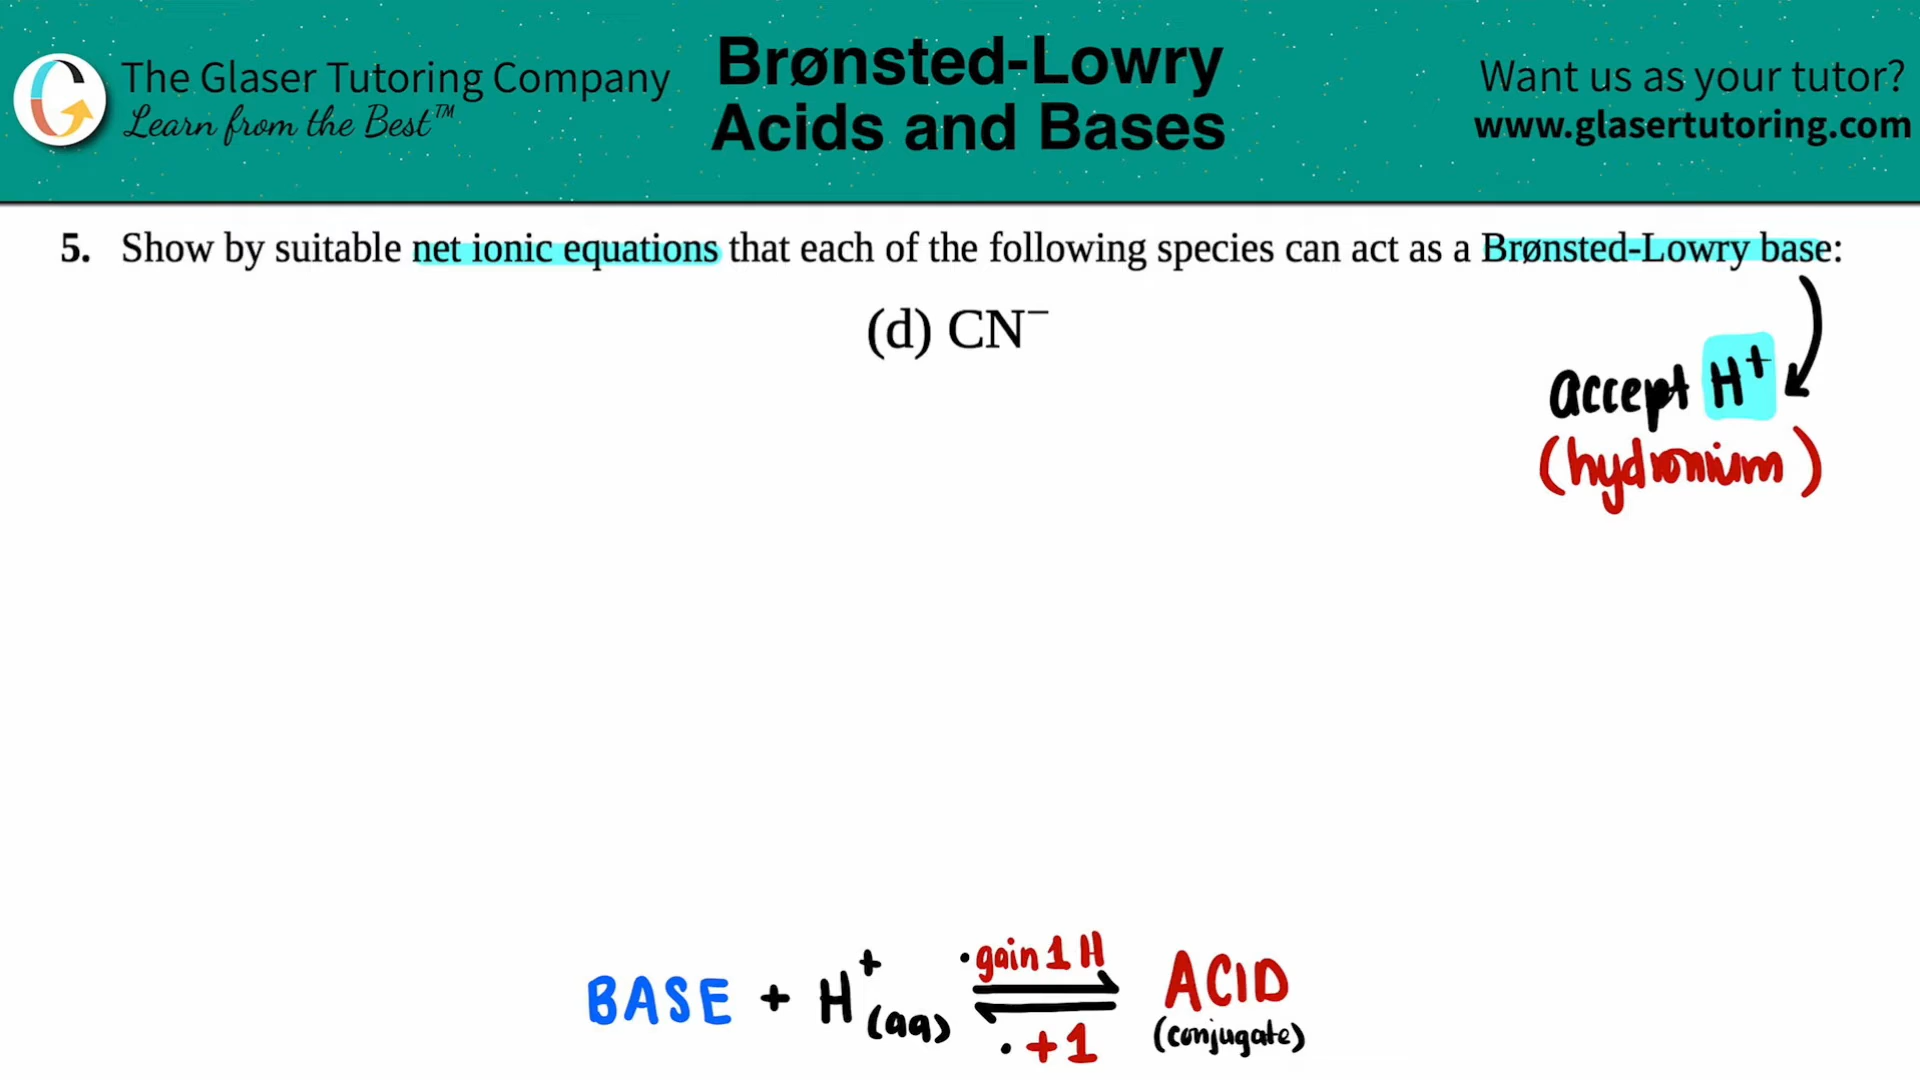 The Glaser Tutoring Company
Learn from the Best™
Brønsted-Lowry
Acids and Bases
Want us as your tutor?
www.glasertutoring.com
5. Show by suitable net ionic equations that each of the following species can act as a Brønsted-Lowry base:
(d) CN⁻
accept H⁺
(hydronium)
BASE + H⁺(aq) ⇌ ACID
• gain 1 H
• +1
(conjugate)